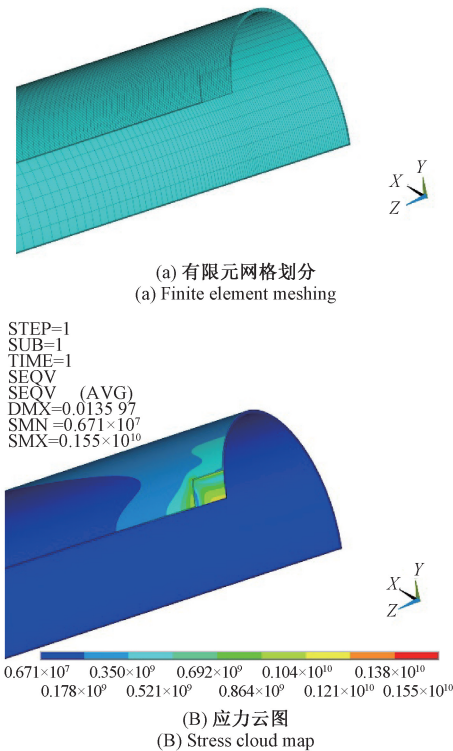 X
Y
Z
(a) 有限元网格划分
(a) Finite element meshing
STEP=1
SUB=1
TIME=1
SEQV
SEQV (AVG)
DMX=0.0135 97
SMN =0.671×10⁷
SMX=0.155×10¹⁰
X
Y
Z
0.671×10⁷ 0.350×10⁹ 0.692×10⁹ 0.104×10¹⁰ 0.138×10¹⁰
0.178×10⁹ 0.521×10⁹ 0.864×10⁹ 0.121×10¹⁰ 0.155×10¹⁰
(B) 应力云图
(B) Stress cloud map